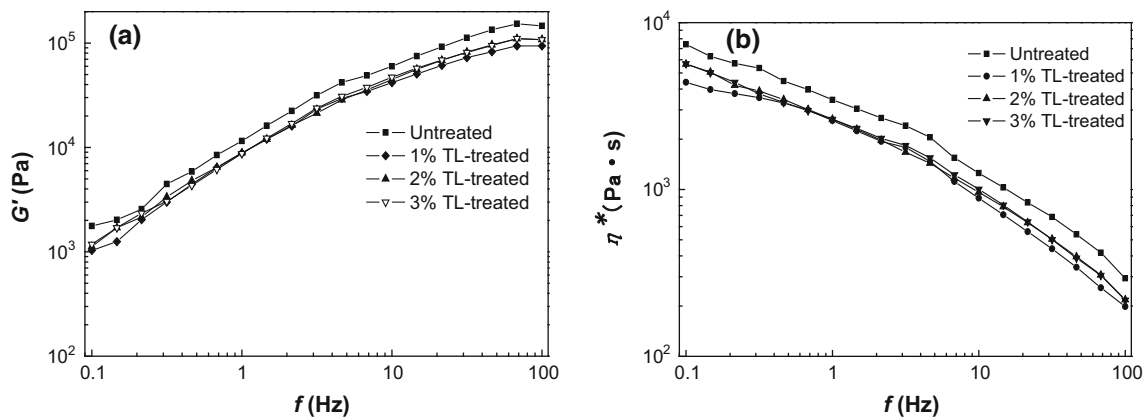 (a)
G' (Pa)
10⁵
10⁴
10³
10²
Untreated
1% TL-treated
2% TL-treated
3% TL-treated
0.1
1
10
100
f (Hz)
(b)
η* (Pa • s)
10⁴
10³
10²
Untreated
1% TL-treated
2% TL-treated
3% TL-treated
0.1
1
10
100
f (Hz)